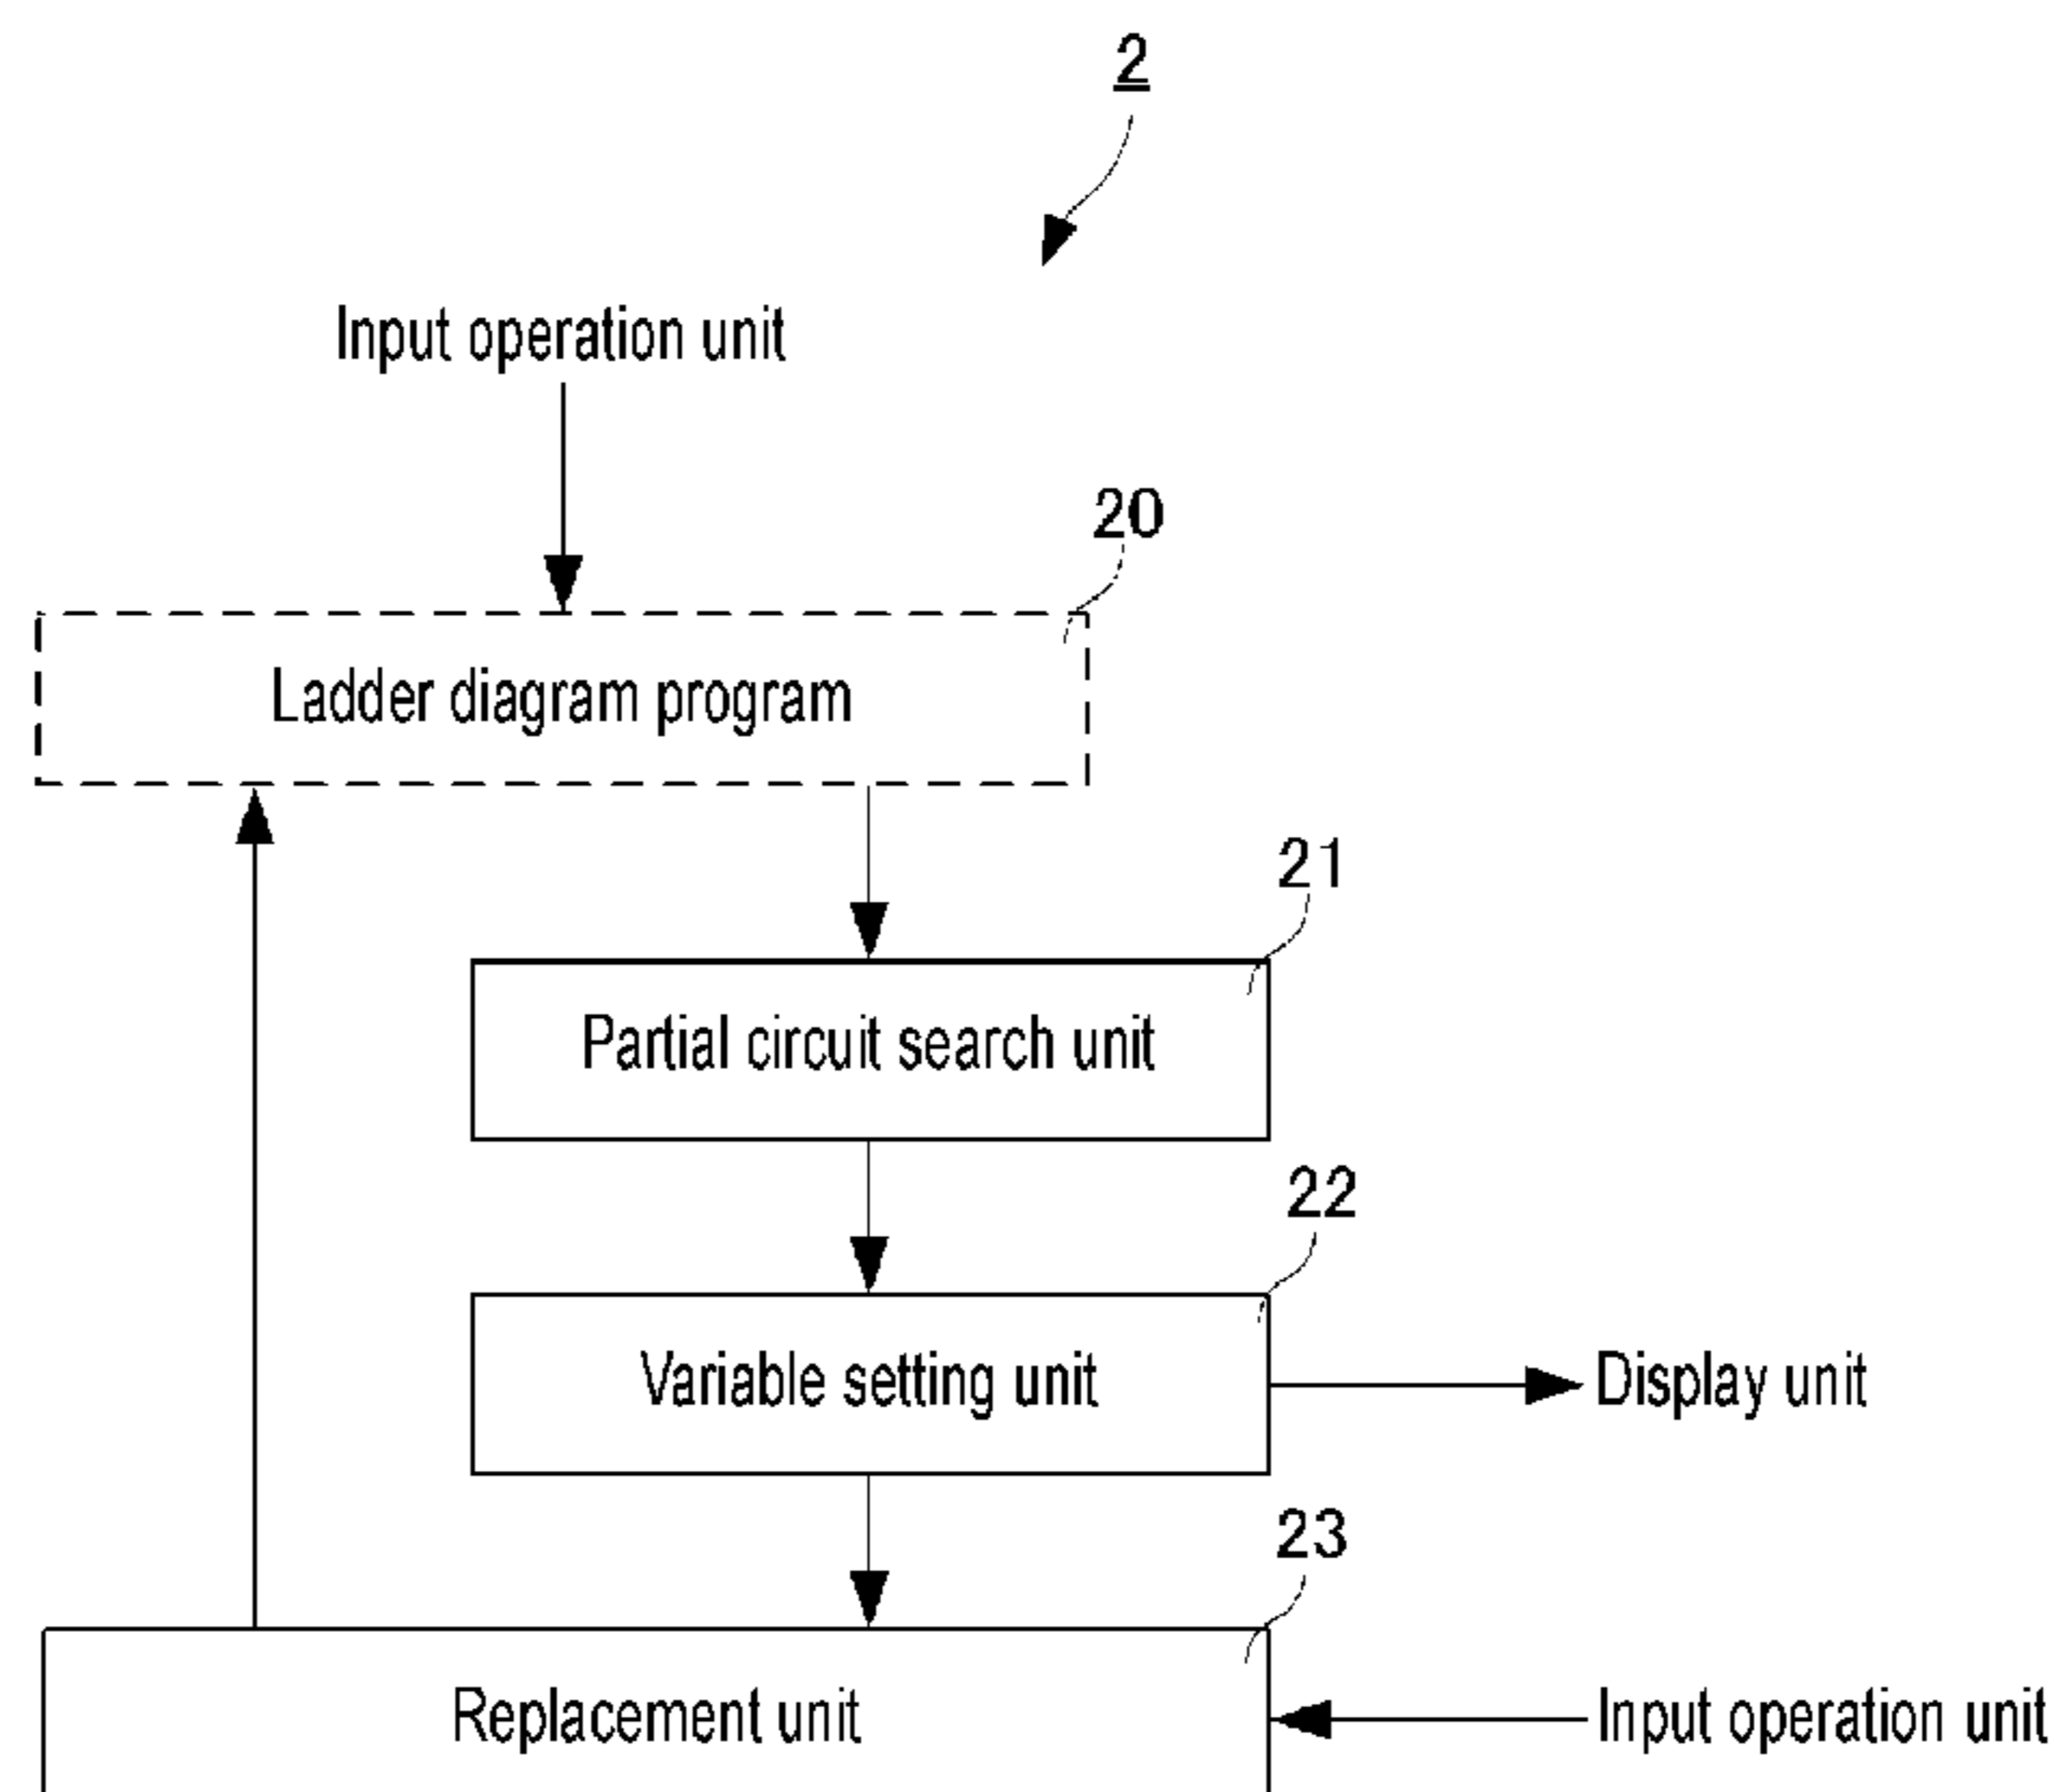 2
Input operation unit
20
Ladder diagram program
21
Partial circuit search unit
22
Variable setting unit
Display unit
23
Replacement unit
Input operation unit